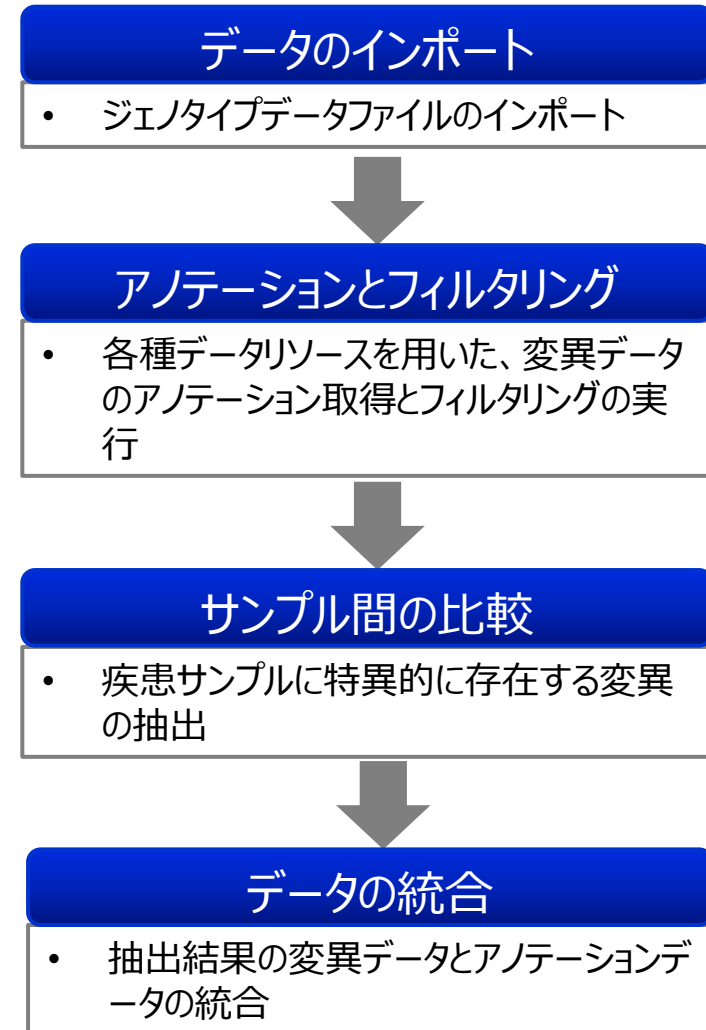 データのインポート
• ジェノタイプデータファイルのインポート
アノテーションとフィルタリング
• 各種データリソースを用いた、変異データ
のアノテーション取得とフィルタリングの実
行
サンプル間の比較
• 疾患サンプルに特異的に存在する変異
の抽出
データの統合
• 抽出結果の変異データとアノテーションデ
ータの統合